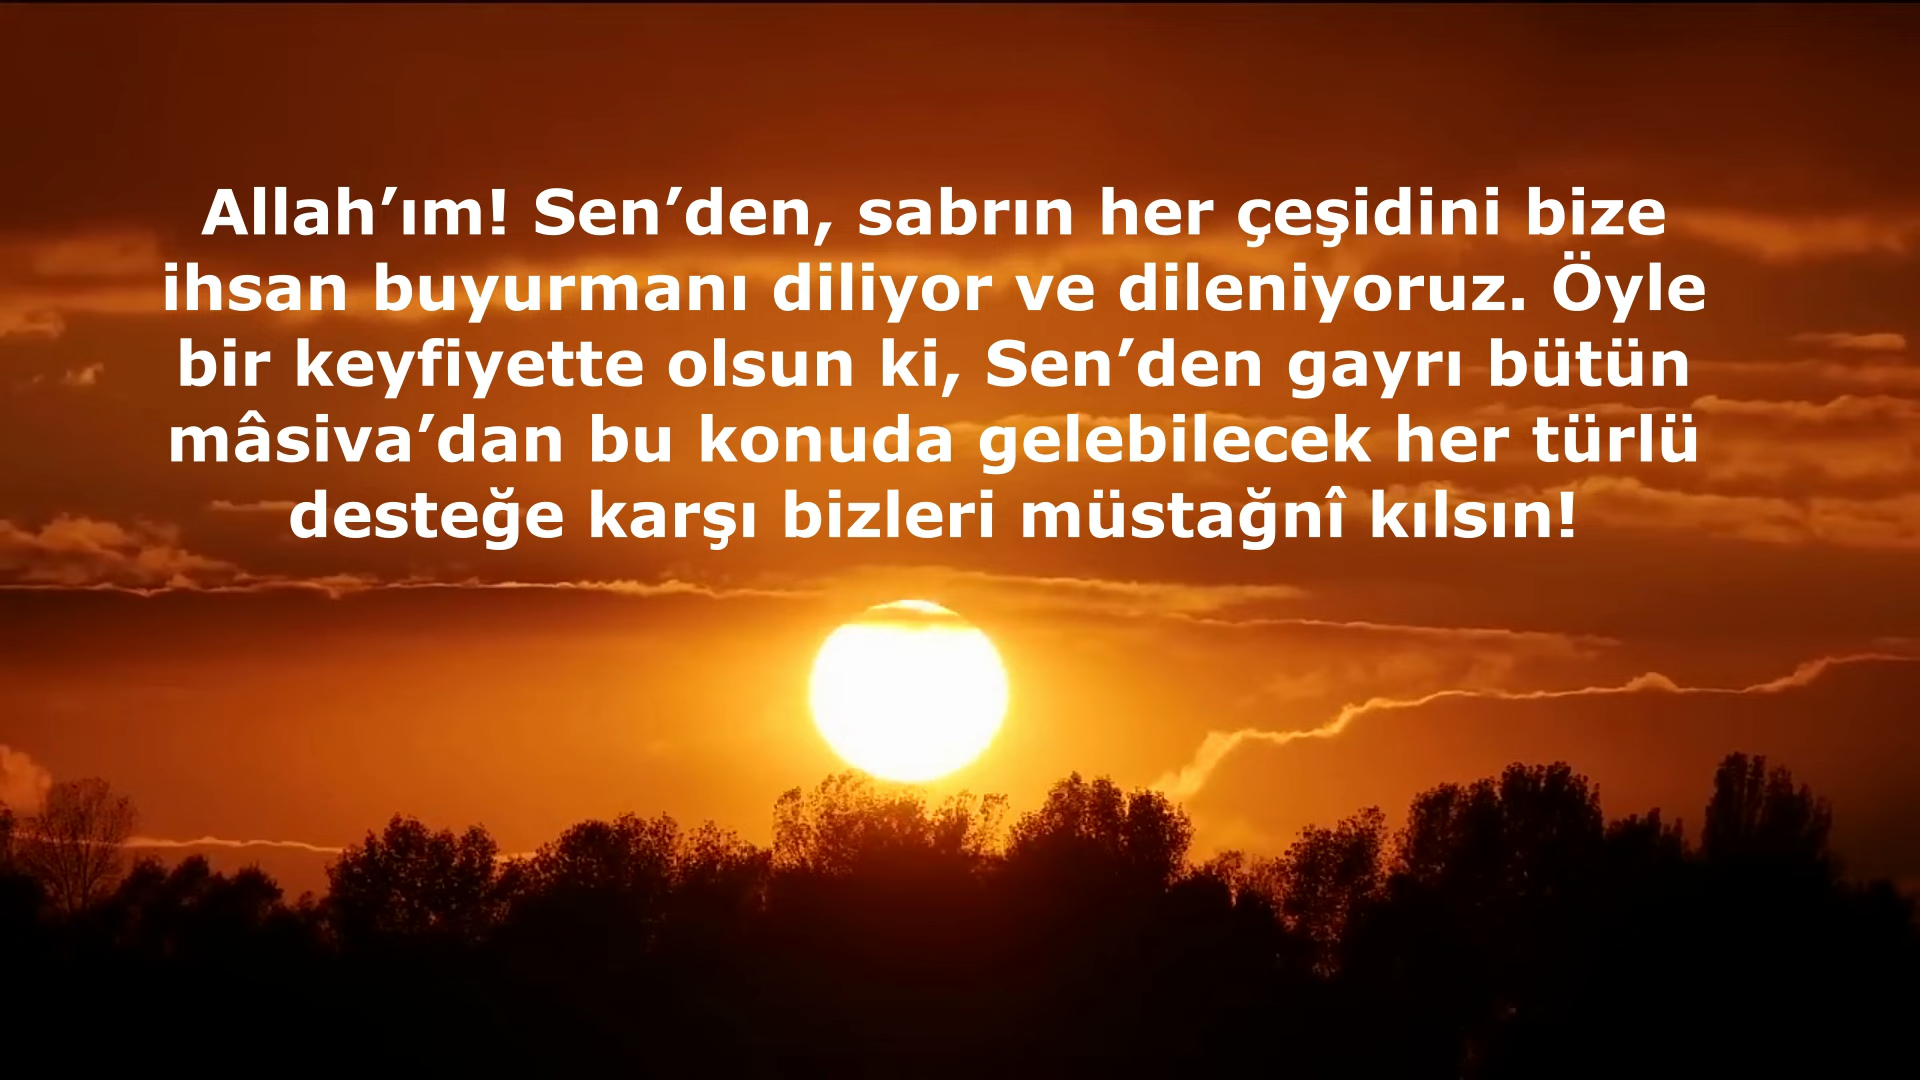 Allah’ım! Sen’den, sabrın her çeşidini bize
ihsan buyurmanı diliyor ve dileniyoruz. Öyle
bir keyfiyette olsun ki, Sen’den gayrı bütün
mâsiva’dan bu konuda gelebilecek her türlü
desteğe karşı bizleri müstağnî kılsın!